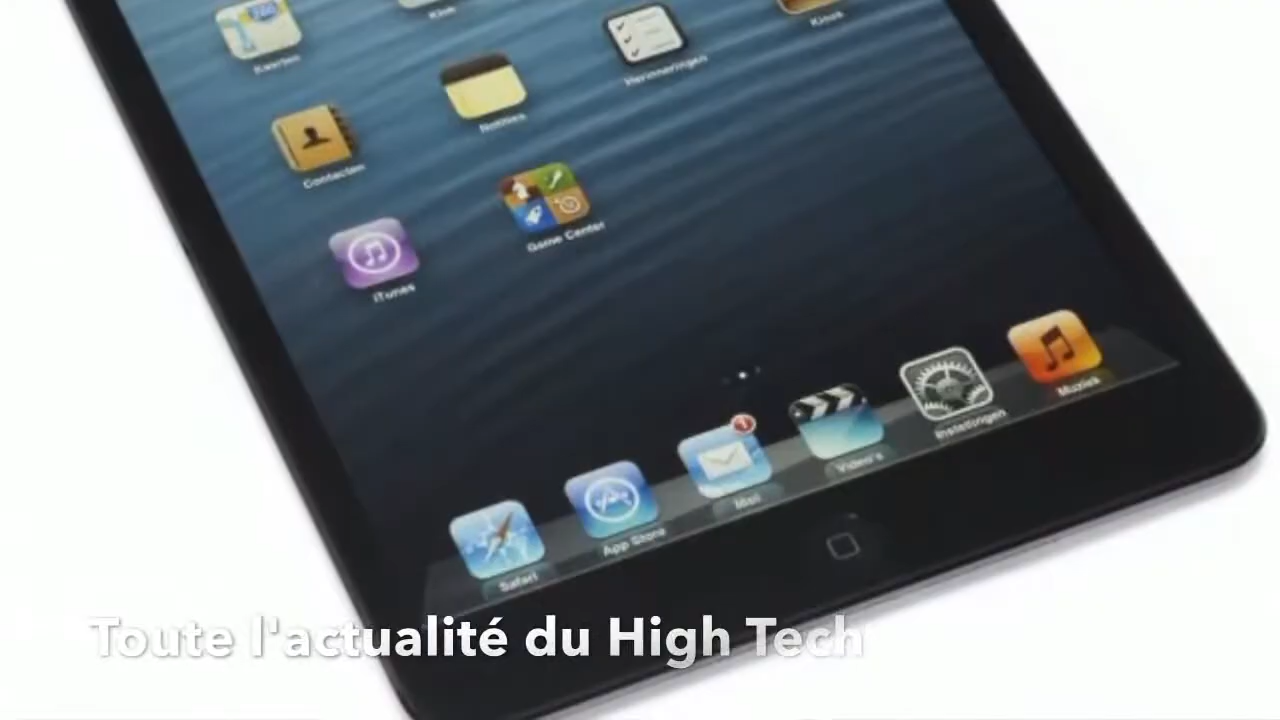 Kaarten
Herinneringen
Kiosk
Contacten
Notities
iTunes
Game Center
Safari
App Store
1
Mail
Video's
Instellingen
Muziek
Toute l'actualité du High Tech